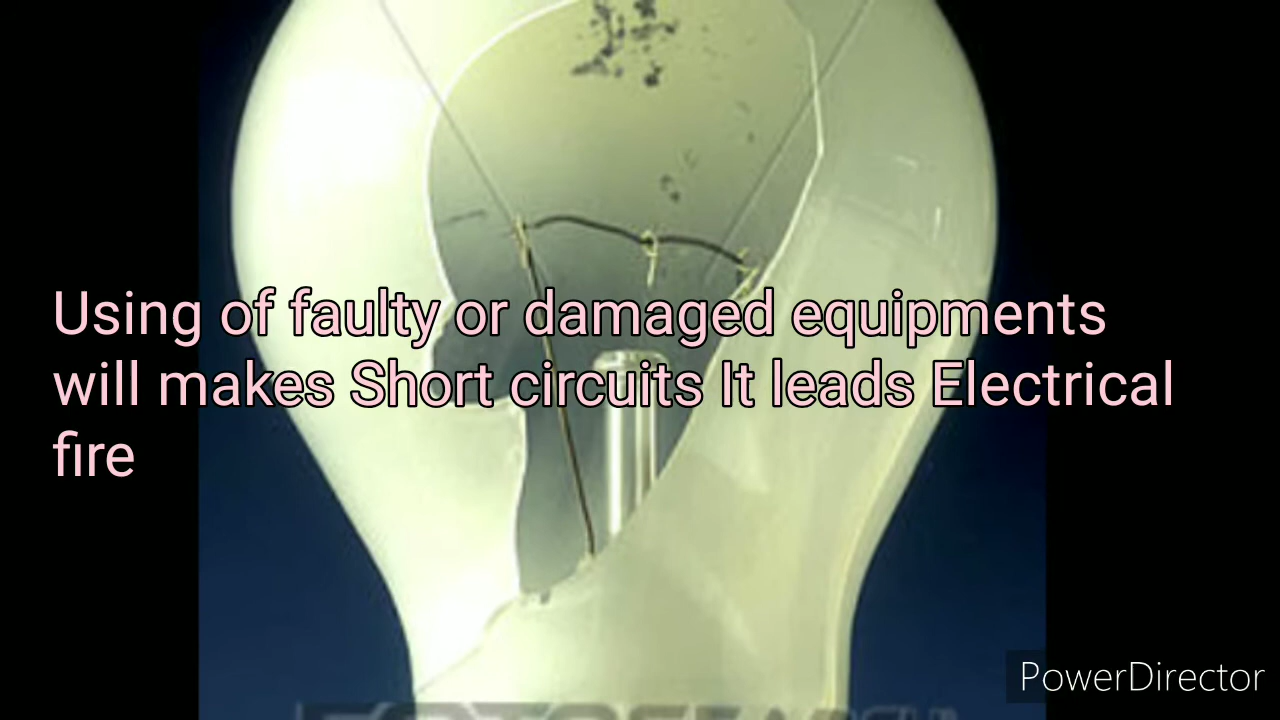 Using of faulty or damaged equipments
will makes Short circuits It leads Electrical
fire
PowerDirector